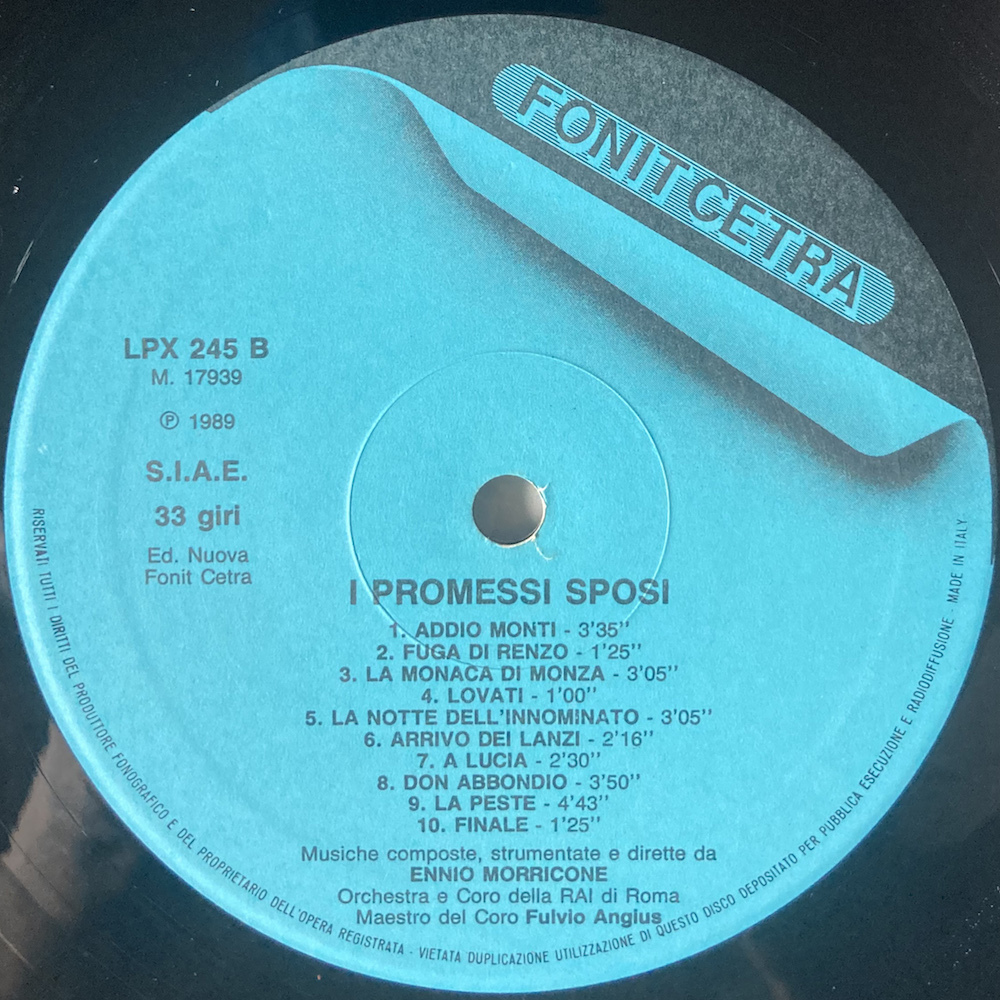 FONIT CETRA
LPX 245 B
M. 17939
℗ 1989
S.I.A.E.
33 giri
Ed. Nuova
Fonit Cetra
I PROMESSI SPOSI
1. ADDIO MONTI - 3'35''
2. FUGA DI RENZO - 1'25''
3. LA MONACA DI MONZA - 3'05''
4. LOVATI - 1'00''
5. LA NOTTE DELL'INNOMINATO - 3'05''
6. ARRIVO DEI LANZI - 2'16''
7. A LUCIA - 2'30''
8. DON ABBONDIO - 3'50''
9. LA PESTE - 4'43''
10. FINALE - 1'25''
Musiche composte, strumentate e dirette da
ENNIO MORRICONE
Orchestra e Coro della RAI di Roma
Maestro del Coro Fulvio Angius
RISERVATI TUTTI I DIRITTI DEL PRODUTTORE FONOGRAFICO E DEL PROPRIETARIO DELL'OPERA REGISTRATA - VIETATA DUPLICAZIONE UTILIZZAZIONE DI QUESTO DISCO DEPOSITATO PER PUBBLICA ESECUZIONE E RADIODIFFUSIONE - MADE IN ITALY